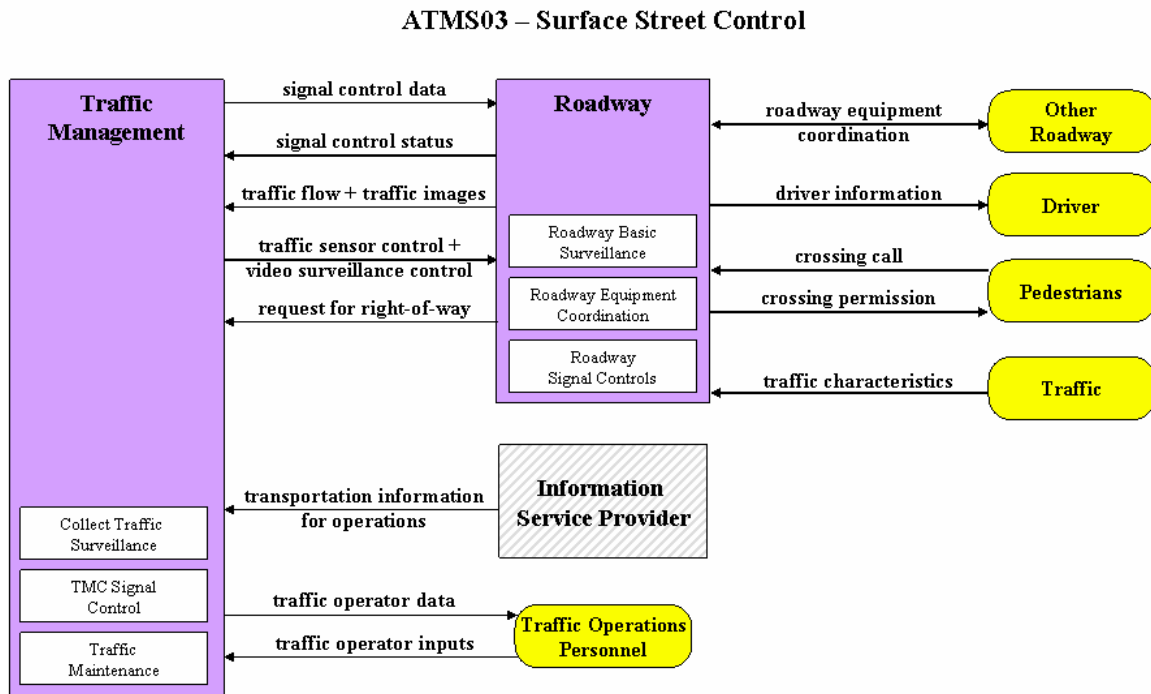 ATMS03 – Surface Street Control
Traffic
Management
signal control data
signal control status
traffic flow + traffic images
traffic sensor control +
video surveillance control
request for right-of-way
Roadway
Roadway Basic
Surveillance
Roadway Equipment
Coordination
Roadway
Signal Controls
roadway equipment
coordination
Other
Roadway
driver information
Driver
crossing call
crossing permission
Pedestrians
traffic characteristics
Traffic
transportation information
for operations
Information
Service Provider
Collect Traffic
Surveillance
TMC Signal
Control
Traffic
Maintenance
traffic operator data
traffic operator inputs
Traffic Operations
Personnel